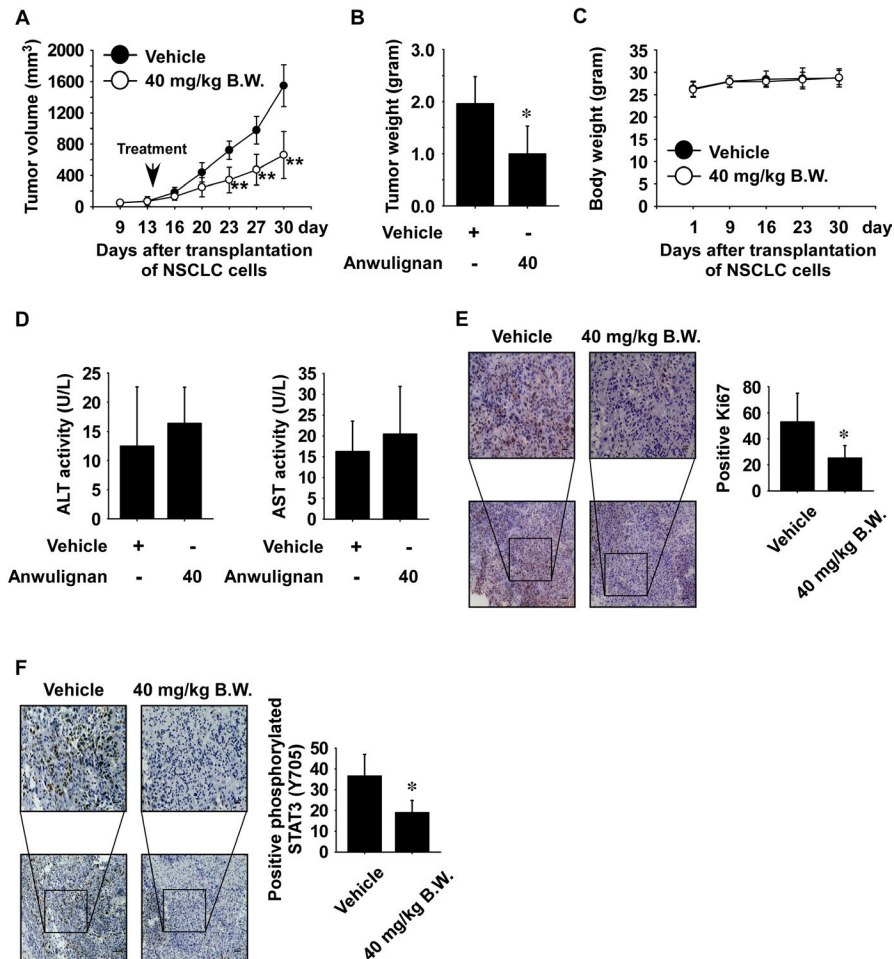 A
Tumor volume (mm3)
2000
1600
1200
800
400
0
Vehicle
40 mg/kg B.W.
Treatment
**
**
**
9 13 16 20 23 27 30 day
Days after transplantation
of NSCLC cells
B
Tumor weight (gram)
3.0
2.0
1.0
0.0
*
Vehicle + -
Anwulignan - 40
C
Body weight (gram)
35
30
25
20
15
10
5
0
Vehicle
40 mg/kg B.W.
1 9 16 23 30 day
Days after transplantation
of NSCLC cells
D
ALT activity (U/L)
25
20
15
10
5
0
Vehicle + -
Anwulignan - 40
AST activity (U/L)
35
30
25
20
15
10
5
0
Vehicle + -
Anwulignan - 40
E
Vehicle 40 mg/kg B.W.
Positive Ki67
80
60
40
20
0
*
Vehicle
40 mg/kg B.W.
F
Vehicle 40 mg/kg B.W.
Positive phosphorylated
STAT3 (Y705)
50
40
30
20
10
0
*
Vehicle
40 mg/kg B.W.